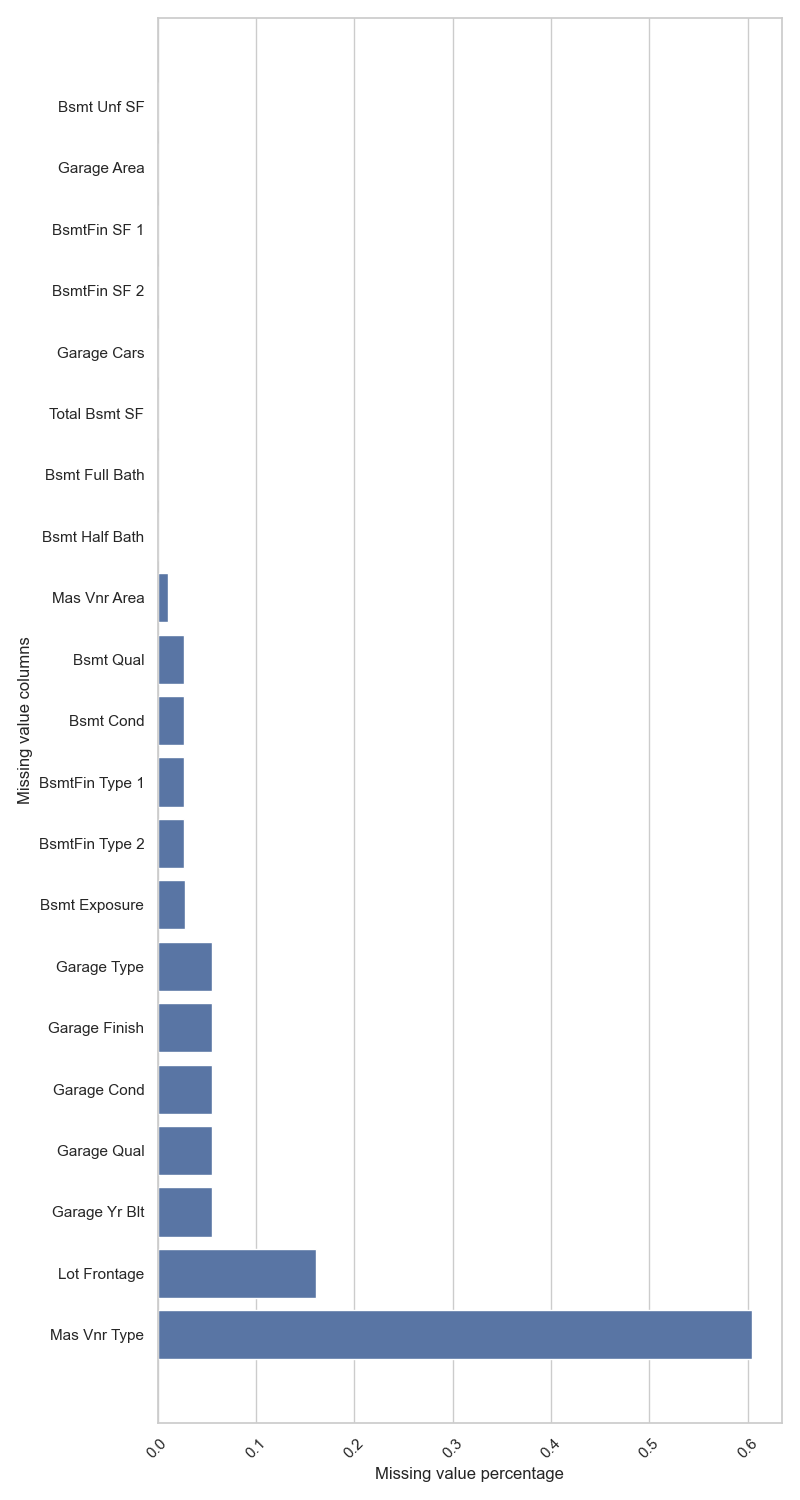 Bsmt Unf SF
Garage Area
BsmtFin SF 1
BsmtFin SF 2
Garage Cars
Total Bsmt SF
Bsmt Full Bath
Bsmt Half Bath
Mas Vnr Area
Bsmt Qual
Bsmt Cond
BsmtFin Type 1
BsmtFin Type 2
Bsmt Exposure
Garage Type
Garage Finish
Garage Cond
Garage Qual
Garage Yr Blt
Lot Frontage
Mas Vnr Type
Missing value columns
0.0 0.1 0.2 0.3 0.4 0.5 0.6
Missing value percentage